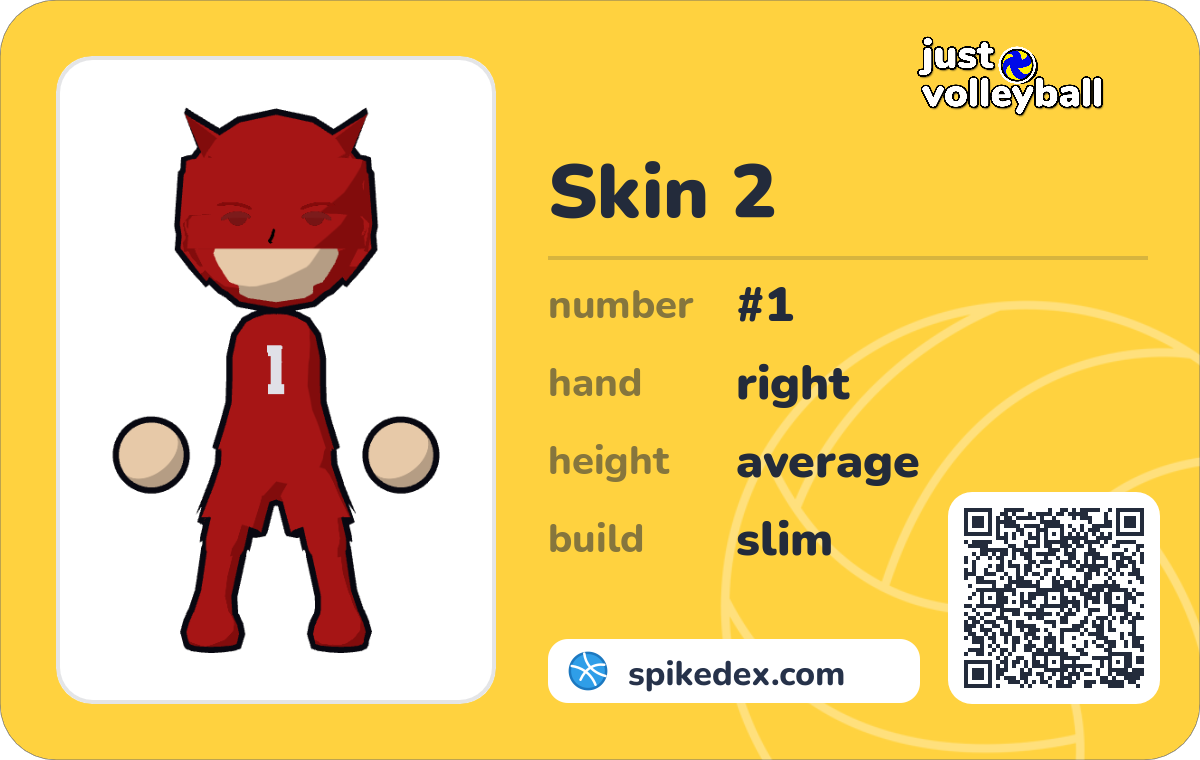 just
volleyball
Skin 2
number #1
hand right
height average
build slim
1
spikedex.com